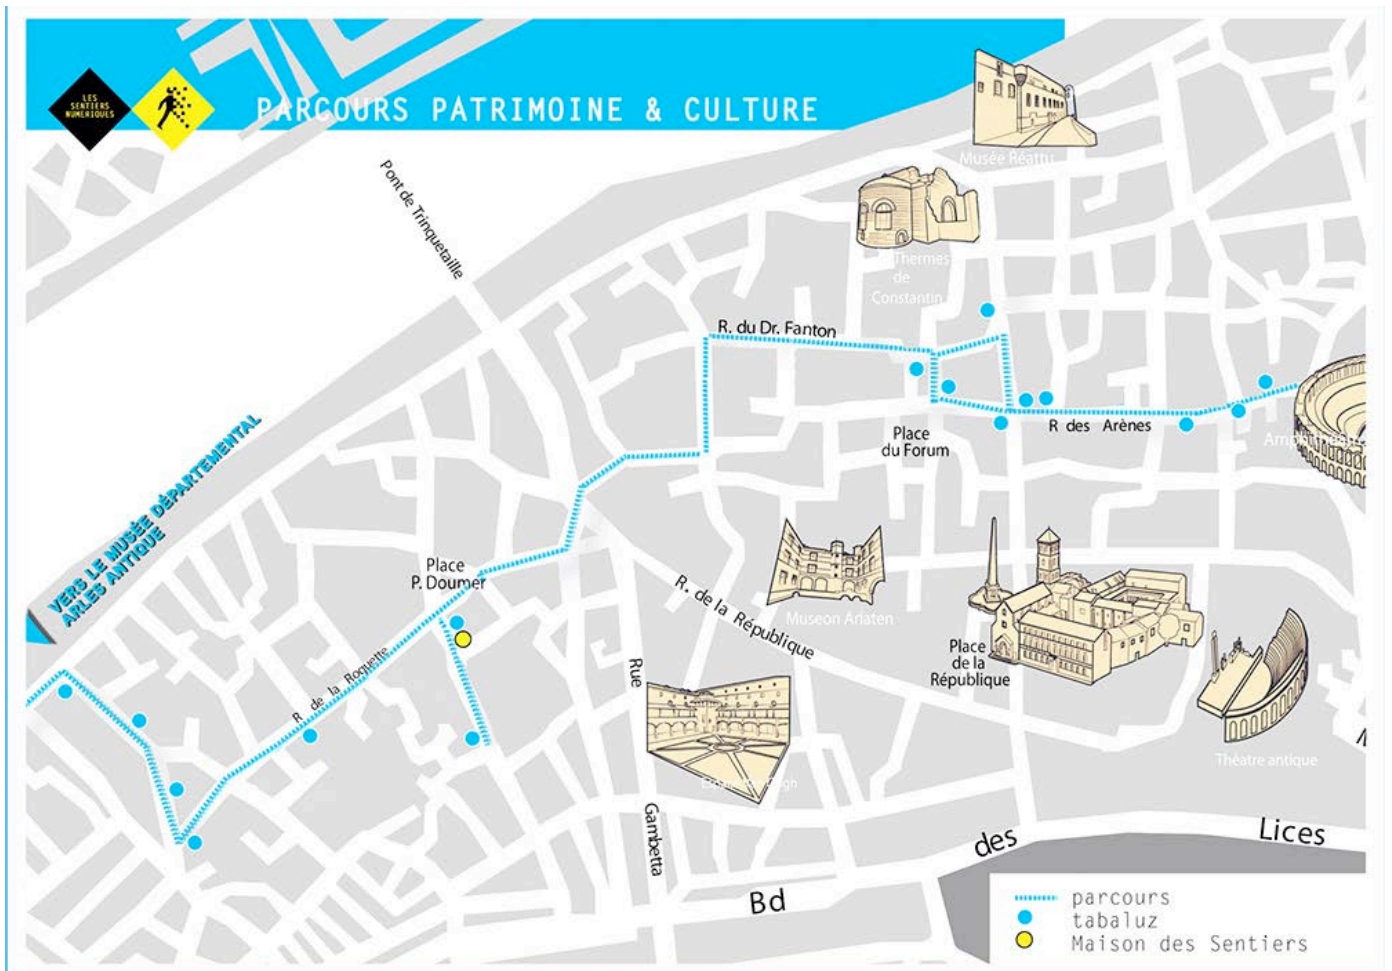 LES
SENTIERS
NUMERIQUES
PARCOURS PATRIMOINE & CULTURE
Musée Réattu
Pont de Trinquetaille
Thermes
de
Constantin
R. du Dr. Fanton
Place
du Forum
R des Arènes
VERS LE MUSÉE DÉPARTEMENTAL
ARLES ANTIQUE
Place
P. Doumer
R. de la République
Museon Arlaten
R de la Roquette
Rue
Gambetta
Place
de la
République
Théatre antique
Bd
des
Lices
parcours
tabaluz
Maison des Sentiers